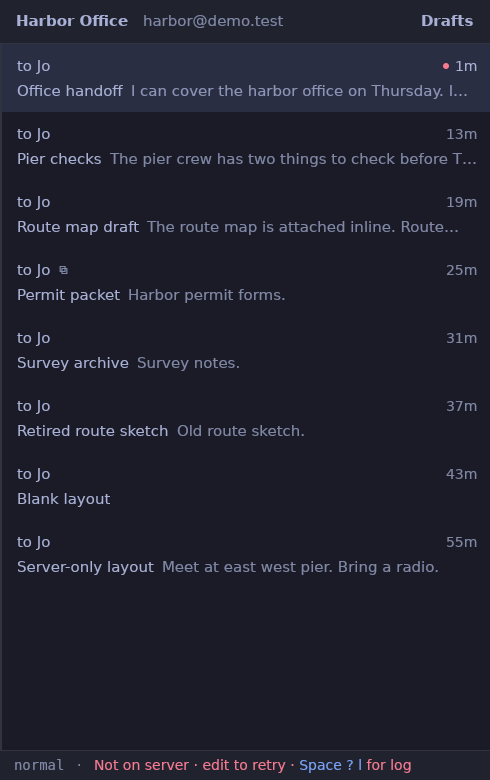 Harbor Office harbor@demo.test Drafts
to Jo 1m
Office handoff I can cover the harbor office on Thursday. I...
to Jo 13m
Pier checks The pier crew has two things to check before T...
to Jo 19m
Route map draft The route map is attached inline. Route...
to Jo 25m
Permit packet Harbor permit forms.
to Jo 31m
Survey archive Survey notes.
to Jo 37m
Retired route sketch Old route sketch.
to Jo 43m
Blank layout
to Jo 55m
Server-only layout Meet at east west pier. Bring a radio.
normal · Not on server · edit to retry · Space ? l for log